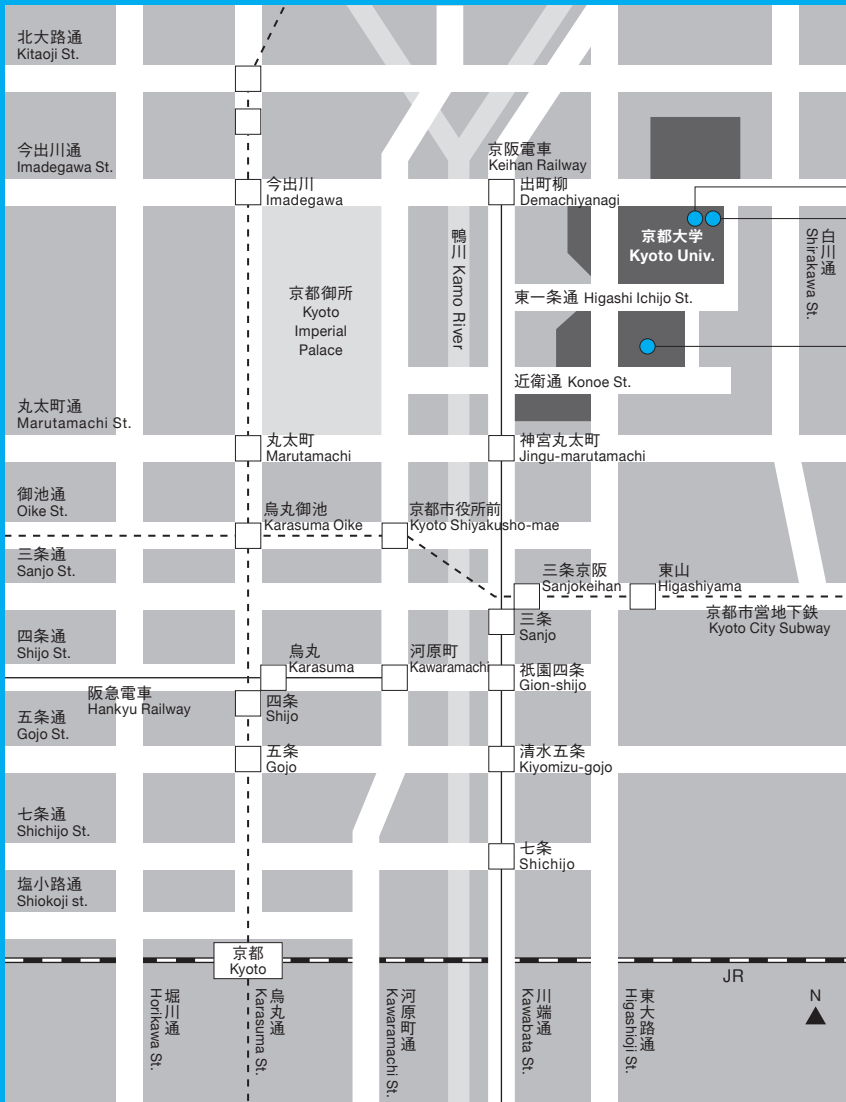 北大路通
Kitaoji St.
今出川通
Imadegawa St.
京阪電車
Keihan Railway
今出川
Imadegawa
出町柳
Demachiyanagi
鴨川 Kamo River
京都大学
Kyoto Univ.
白川通
Shirakawa St.
京都御所
Kyoto
Imperial
Palace
東一条通 Higashi Ichijo St.
近衛通 Konoe St.
丸太町通
Marutamachi St.
丸太町
Marutamachi
神宮丸太町
Jingu-marutamachi
御池通
Oike St.
烏丸御池
Karasuma Oike
京都市役所前
Kyoto Shiyakusho-mae
三条通
Sanjo St.
三条京阪
Sanjokeihan
東山
Higashiyama
京都市営地下鉄
Kyoto City Subway
三条
Sanjo
四条通
Shijo St.
烏丸
Karasuma
河原町
Kawaramachi
祇園四条
Gion-shijo
阪急電車
Hankyu Railway
四条
Shijo
五条通
Gojo St.
五条
Gojo
清水五条
Kiyomizu-gojo
七条通
Shichijo St.
七条
Shichijo
塩小路通
Shiokoji st.
京都
Kyoto
JR
堀川通
Horikawa St.
烏丸通
Karasuma St.
河原町通
Kawaramachi St.
川端通
Kawabata St.
東大路通
Higashioji St.
N